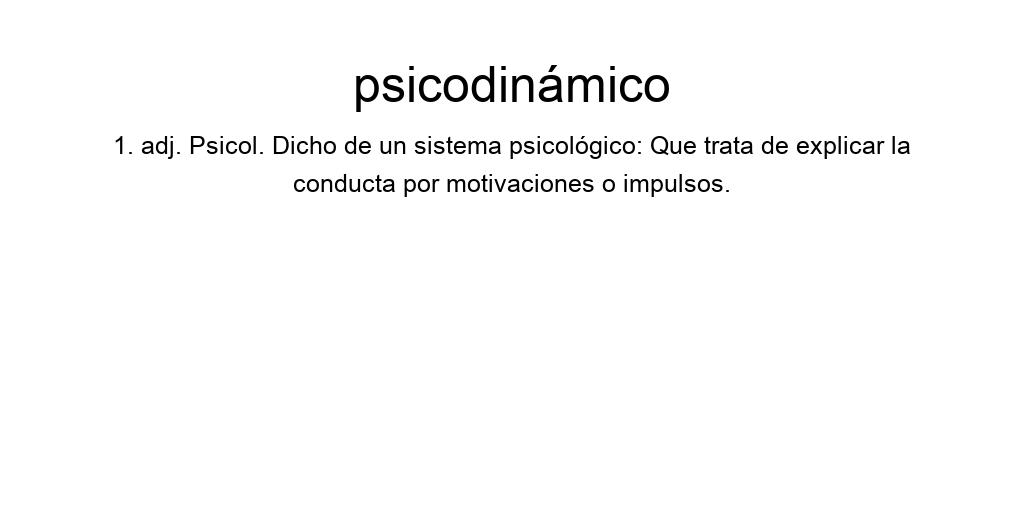 psicodinámico
1. adj. Psicol. Dicho de un sistema psicológico: Que trata de explicar la
conducta por motivaciones o impulsos.